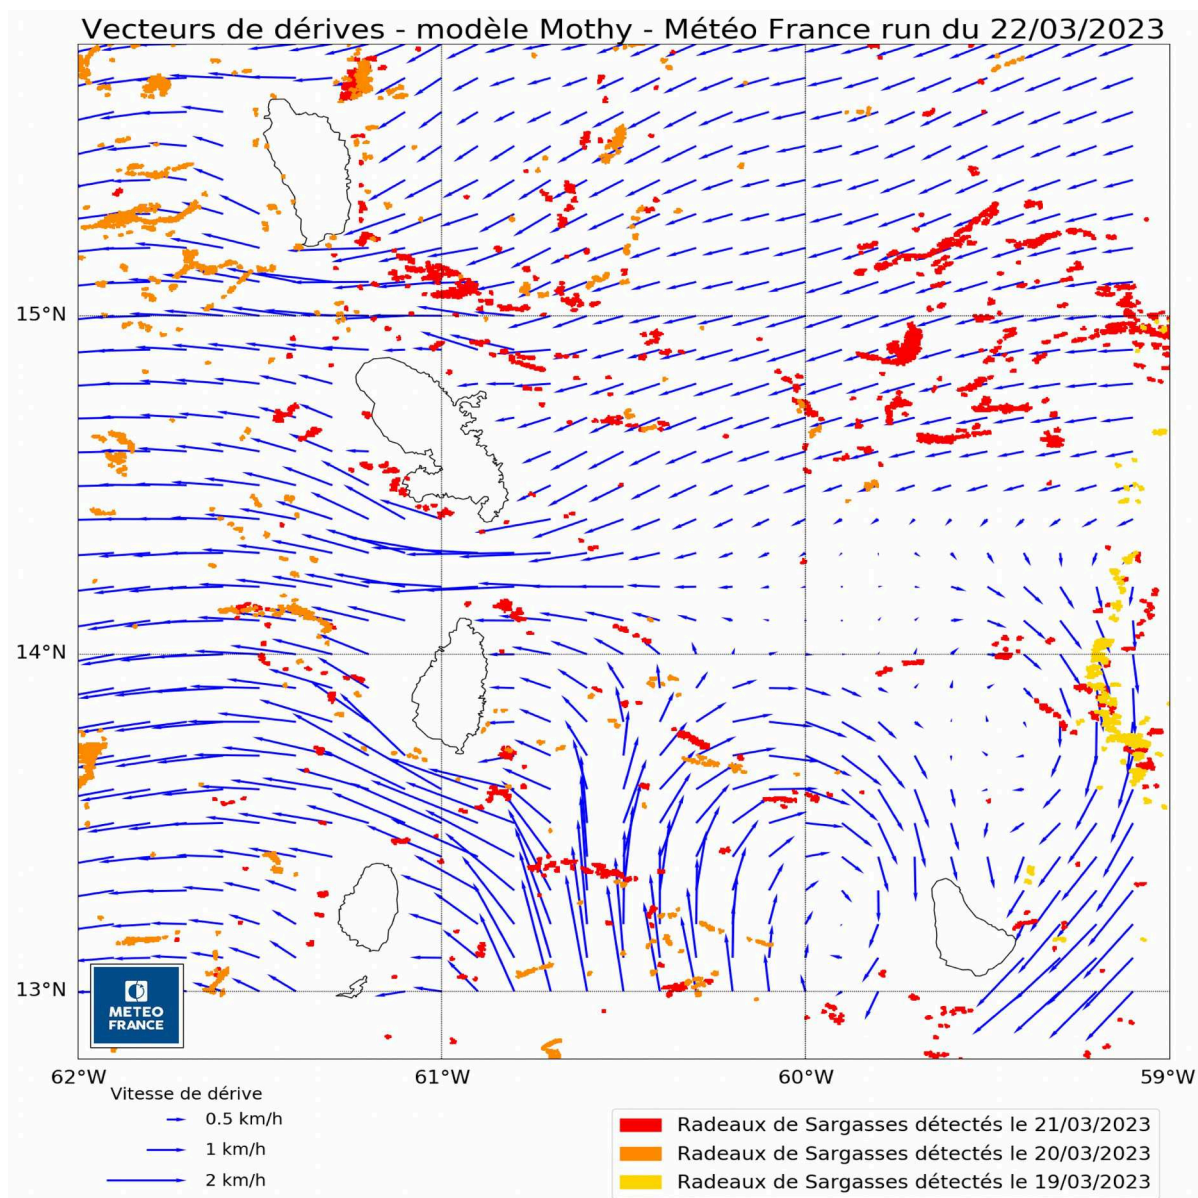 Vecteurs de dérives - modèle Mothy - Météo France run du 22/03/2023
15°N
14°N
13°N
METEO
FRANCE
62°W 61°W 60°W 59°W
Vitesse de dérive
0.5 km/h
1 km/h
2 km/h
Radeaux de Sargasses détectés le 21/03/2023
Radeaux de Sargasses détectés le 20/03/2023
Radeaux de Sargasses détectés le 19/03/2023